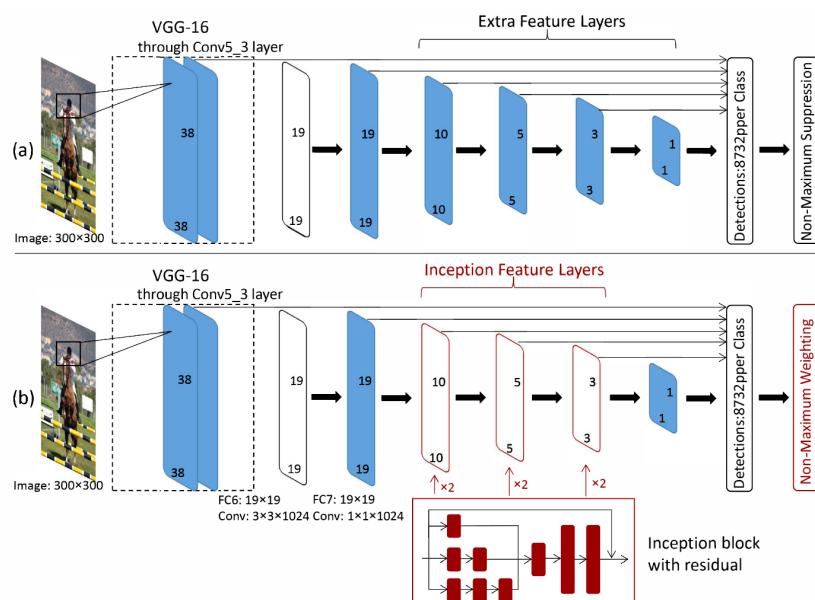 Extra Feature Layers
VGG-16
through Conv5_3 layer
(a)
38
38
19
19
19
19
10
10
5
5
3
3
1
1
Detections:8732pper Class
Non-Maximum Suppression
Image: 300×300
Inception Feature Layers
VGG-16
through Conv5_3 layer
(b)
38
38
19
19
19
19
10
10
5
5
3
3
1
1
Detections:8732pper Class
Non-Maximum Weighting
Image: 300×300
FC6: 19×19
Conv: 3×3×1024
FC7: 19×19
Conv: 1×1×1024
×2
×2
×2
Inception block
with residual